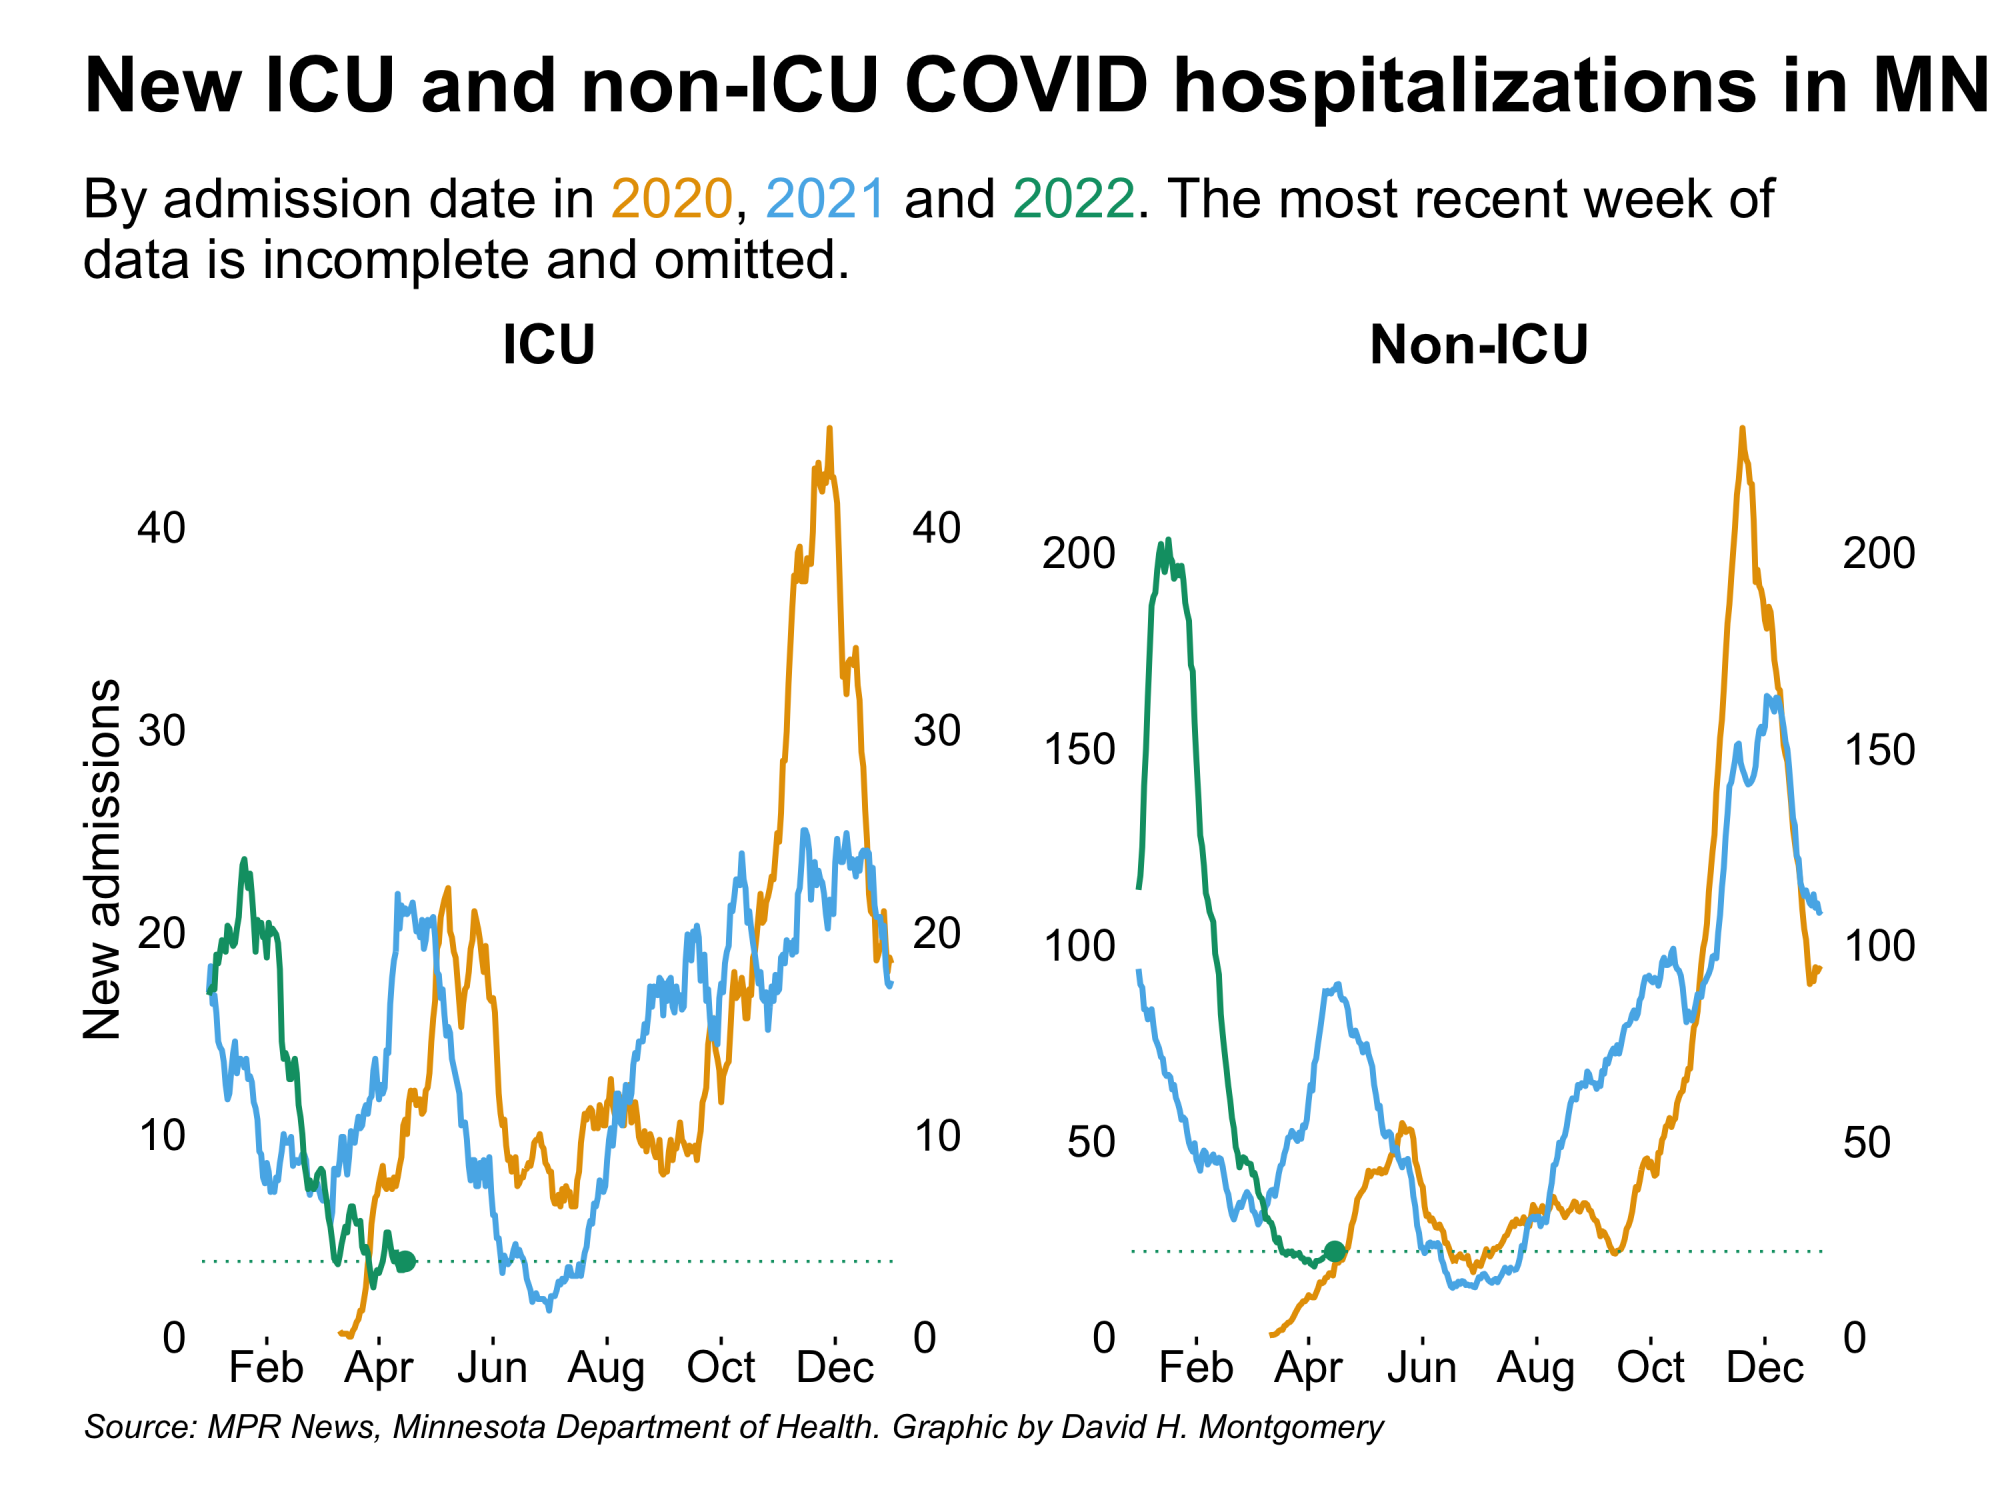 New ICU and non-ICU COVID hospitalizations in MN
By admission date in 2020, 2021 and 2022. The most recent week of
data is incomplete and omitted.
ICU
Non-ICU
New admissions
40
30
20
10
0
40
30
20
10
0
Feb Apr Jun Aug Oct Dec
200
150
100
50
0
200
150
100
50
0
Feb Apr Jun Aug Oct Dec
Source: MPR News, Minnesota Department of Health. Graphic by David H. Montgomery